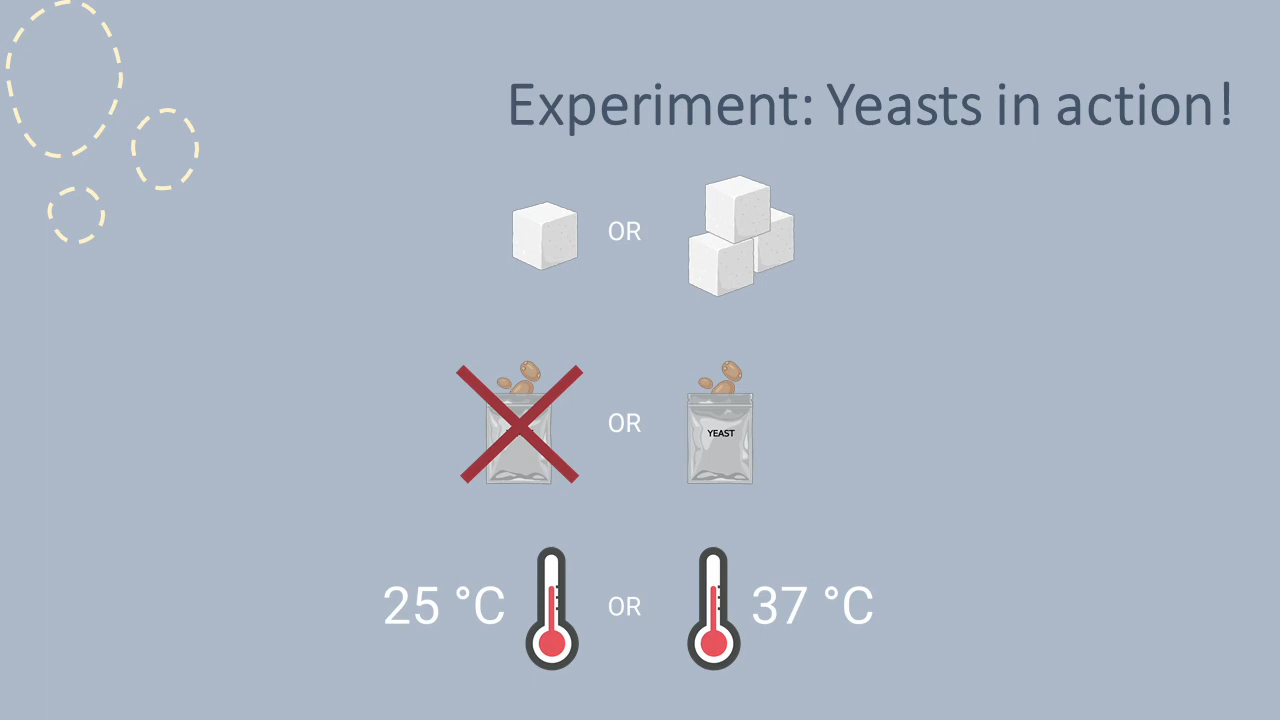 Experiment: Yeasts in action!
OR
OR
YEAST
25 °C OR 37 °C